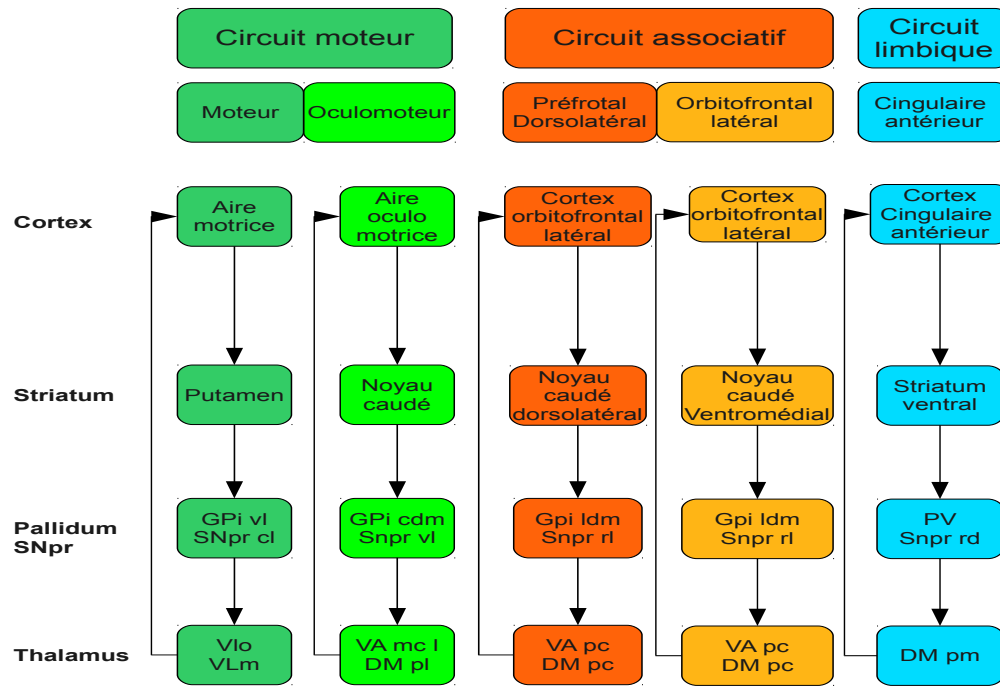 Circuit moteur
Circuit associatif
Circuit
limbique
Moteur
Oculomoteur
Préfrotal
Dorsolatéral
Orbitofrontal
latéral
Cingulaire
antérieur
Cortex
Aire
motrice
Aire
oculo
motrice
Cortex
orbitofrontal
latéral
Cortex
orbitofrontal
latéral
Cortex
Cingulaire
antérieur
Striatum
Putamen
Noyau
caudé
Noyau
caudé
dorsolatéral
Noyau
caudé
Ventromédial
Striatum
ventral
Pallidum
SNpr
GPi vl
SNpr cl
GPi cdm
Snpr vl
Gpi ldm
Snpr rl
Gpi ldm
Snpr rl
PV
Snpr rd
Thalamus
Vlo
VLm
VA mc l
DM pl
VA pc
DM pc
VA pc
DM pc
DM pm